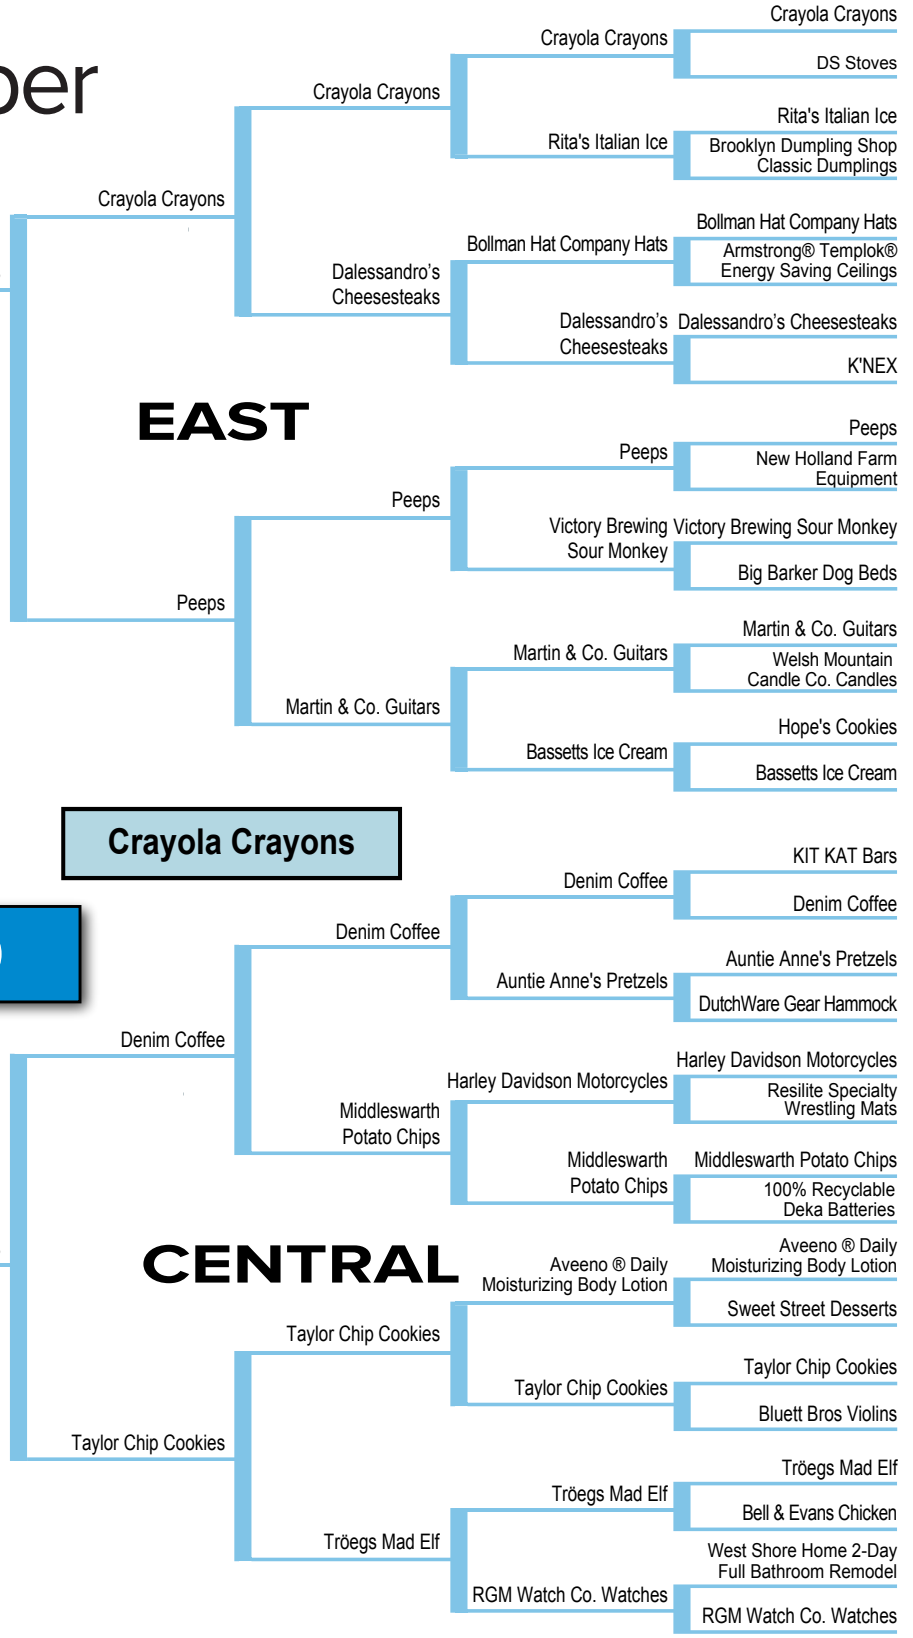 ber
Crayola Crayons
DS Stoves
Rita's Italian Ice
Brooklyn Dumpling Shop
Classic Dumplings
Bollman Hat Company Hats
Armstrong® Templok®
Energy Saving Ceilings
Dalessandro's Cheesesteaks
K'NEX
Peeps
New Holland Farm
Equipment
Victory Brewing Sour Monkey
Big Barker Dog Beds
Martin & Co. Guitars
Welsh Mountain
Candle Co. Candles
Hope's Cookies
Bassetts Ice Cream
Crayola Crayons
Rita's Italian Ice
Bollman Hat Company Hats
Dalessandro's
Cheesesteaks
Peeps
Victory Brewing
Sour Monkey
Martin & Co. Guitars
Bassetts Ice Cream
Crayola Crayons
Dalessandro's
Cheesesteaks
Peeps
Martin & Co. Guitars
Crayola Crayons
Peeps
EAST
Crayola Crayons
KIT KAT Bars
Denim Coffee
Auntie Anne's Pretzels
DutchWare Gear Hammock
Harley Davidson Motorcycles
Resilite Specialty
Wrestling Mats
Middleswarth Potato Chips
100% Recyclable
Deka Batteries
Aveeno ® Daily
Moisturizing Body Lotion
Sweet Street Desserts
Taylor Chip Cookies
Bluett Bros Violins
Tröegs Mad Elf
Bell & Evans Chicken
West Shore Home 2-Day
Full Bathroom Remodel
RGM Watch Co. Watches
Denim Coffee
Auntie Anne's Pretzels
Harley Davidson Motorcycles
Middleswarth
Potato Chips
Aveeno ® Daily
Moisturizing Body Lotion
Taylor Chip Cookies
Tröegs Mad Elf
RGM Watch Co. Watches
Denim Coffee
Middleswarth
Potato Chips
Taylor Chip Cookies
Tröegs Mad Elf
Denim Coffee
Taylor Chip Cookies
CENTRAL